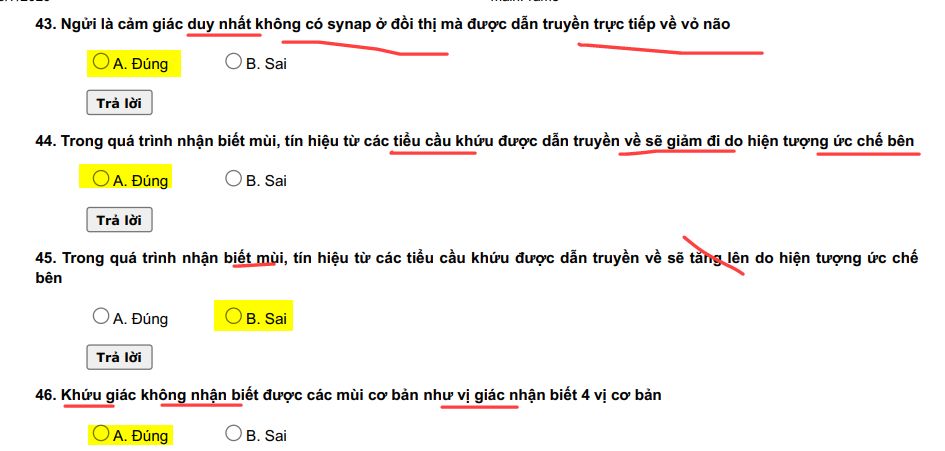 43. Ngửi là cảm giác duy nhất không có synap ở đồi thị mà được dẫn truyền trực tiếp về vỏ não
A. Đúng B. Sai
Trả lời
44. Trong quá trình nhận biết mùi, tín hiệu từ các tiểu cầu khứu được dẫn truyền về sẽ giảm đi do hiện tượng ức chế bên
A. Đúng B. Sai
Trả lời
45. Trong quá trình nhận biết mùi, tín hiệu từ các tiểu cầu khứu được dẫn truyền về sẽ tăng lên do hiện tượng ức chế
bên
A. Đúng B. Sai
Trả lời
46. Khứu giác không nhận biết được các mùi cơ bản như vị giác nhận biết 4 vị cơ bản
A. Đúng B. Sai